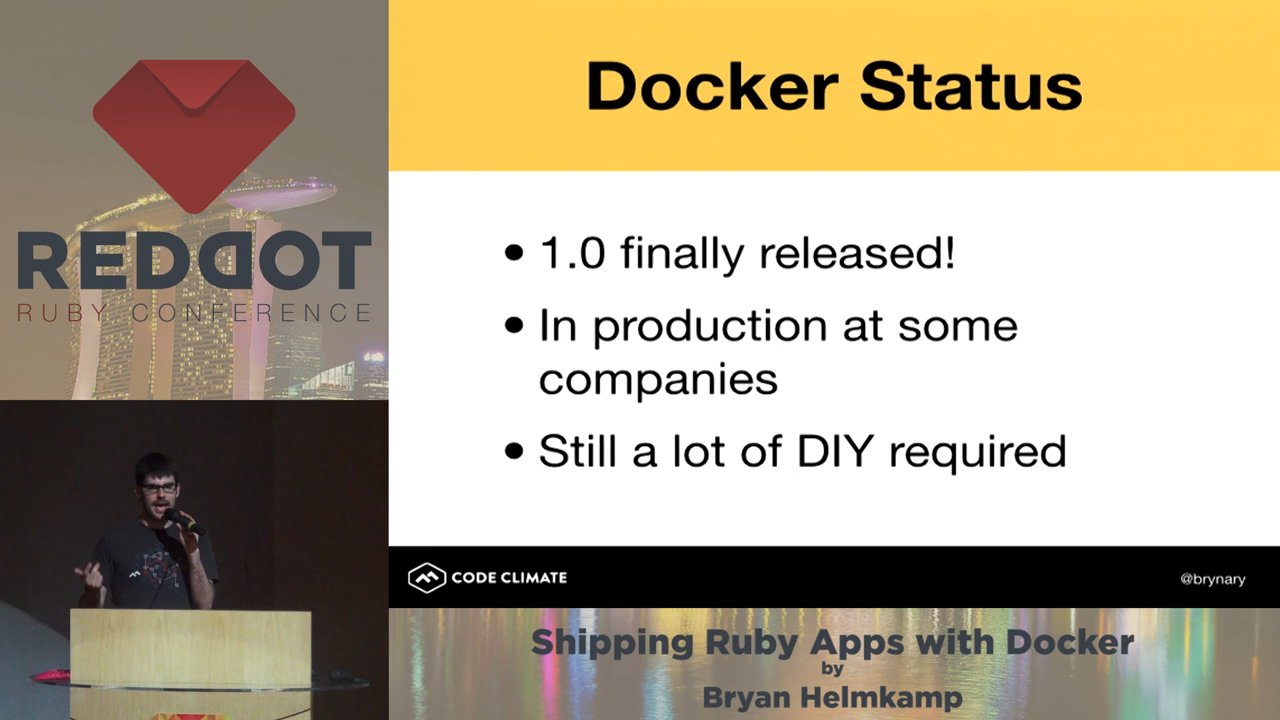 REDDOT
RUBY CONFERENCE
Docker Status
• 1.0 finally released!
• In production at some
companies
• Still a lot of DIY required
CODE CLIMATE
@brynary
Shipping Ruby Apps with Docker
by
Bryan Helmkamp